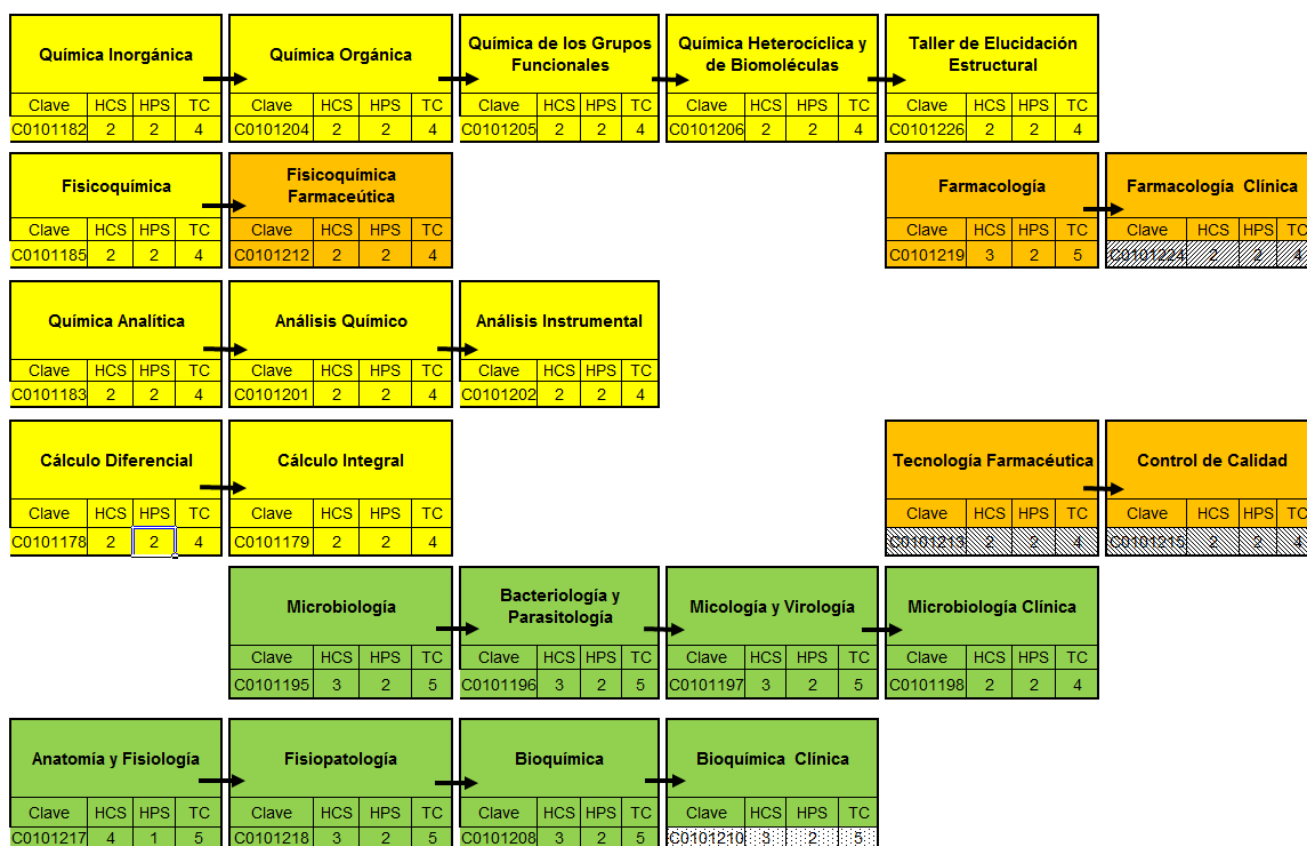 Química Inorgánica Química Orgánica Química de los Grupos Química Heterocíclica y Taller de Elucidación
Funcionales de Biomoléculas Estructural
Clave HCS HPS TC Clave HCS HPS TC Clave HCS HPS TC Clave HCS HPS TC Clave HCS HPS TC
C0101182 2 2 4 C0101204 2 2 4 C0101205 2 2 4 C0101206 2 2 4 C0101226 2 2 4
Fisicoquímica Fisicoquímica Farmacología Farmacología Clínica
Farmaceútica
Clave HCS HPS TC Clave HCS HPS TC Clave HCS HPS TC Clave HCS HPS TC
C0101185 2 2 4 C0101212 2 2 4 C0101219 3 2 5 C0101224 2 2 4
Química Analítica Análisis Químico Análisis Instrumental
Clave HCS HPS TC Clave HCS HPS TC Clave HCS HPS TC
C0101183 2 2 4 C0101201 2 2 4 C0101202 2 2 4
Cálculo Diferencial Cálculo Integral Tecnología Farmacéutica Control de Calidad
Clave HCS HPS TC Clave HCS HPS TC Clave HCS HPS TC Clave HCS HPS TC
C0101178 2 2 4 C0101179 2 2 4 C0101213 2 2 4 C0101215 2 2 4
Microbiología Bacteriología y Micología y Virología Microbiología Clínica
Parasitología
Clave HCS HPS TC Clave HCS HPS TC Clave HCS HPS TC Clave HCS HPS TC
C0101195 3 2 5 C0101196 3 2 5 C0101197 3 2 5 C0101198 2 2 4
Anatomía y Fisiología Fisiopatología Bioquímica Bioquímica Clínica
Clave HCS HPS TC Clave HCS HPS TC Clave HCS HPS TC Clave HCS HPS TC
C0101217 4 1 5 C0101218 3 2 5 C0101208 3 2 5 C0101210 3 2 5